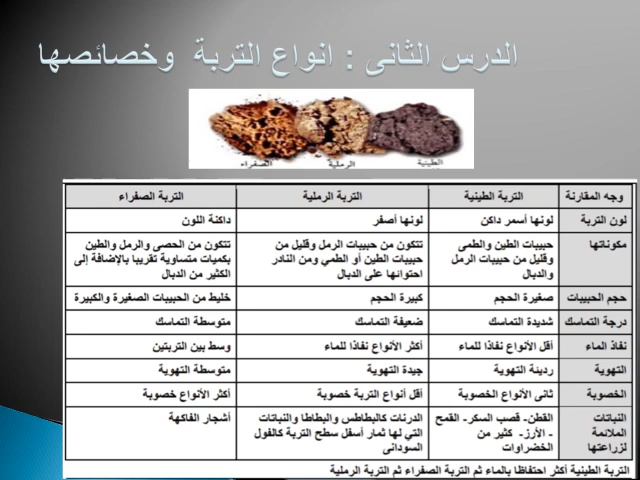 الدرس الثانى : انواع التربة وخصائصها
الطينية الرملية الصفراء
وجه المقارنة التربة الطينية التربة الرملية التربة الصفراء
لون التربة لونها أسمر داكن لونها أصفر داكنة اللون
مكوناتها حبيبات الطين والطمى تتكون من حبيبات الرمل وقليل من تتكون من الحصى والرمل والطين
وقليل من حبيبات الرمل حبيبات الطين أو الطمي ومن النادر بكميات متساوية تقريبا بالإضافة إلى
والدبال احتوائها على الدبال الكثير من الدبال
حجم الحبيبات صغيرة الحجم كبيرة الحجم خليط من الحبيبات الصغيرة والكبيرة
درجة التماسك شديدة التماسك ضعيفة التماسك متوسطة التماسك
نفاذ الماء أقل الأنواع نفاذا للماء أكثر الأنواع نفاذا للماء وسط بين التربتين
التهوية رديئة التهوية جيدة التهوية متوسطة التهوية
الخصوبة ثانى الأنواع الخصوبة أقل أنواع التربة خصوبة أكثر الأنواع خصوبة
النباتات القطن- قصب السكر- القمح الدرنات كالبطاطس والبطاطا والنباتات أشجار الفاكهة
الملائمة - الأرز- كثير من التي لها ثمار أسفل سطح التربة كالفول
لزراعتها الخضراوات السودانى
التربة الطينية أكثر احتفاظا بالماء ثم التربة الصفراء ثم التربة الرملية